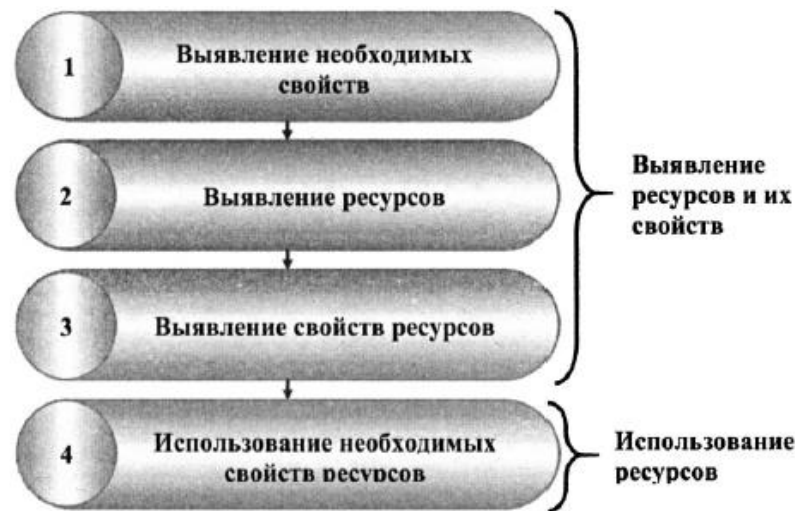 1
Выявление необходимых
свойств
2
Выявление ресурсов
3
Выявление свойств ресурсов
Выявление
ресурсов и их
свойств
4
Использование необходимых
свойств ресурсов
Использование
ресурсов